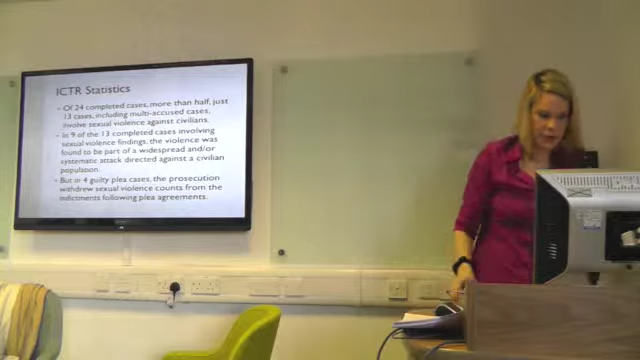 ICTR Statistics
Of 24 completed cases, more than half, just
13 cases, including multi-accused cases,
involve sexual violence against civilians.
In 9 of the 13 completed cases involving
sexual violence findings, the violence was
found to be part of a widespread and/or
systematic attack directed against a civilian
population.
But in 4 guilty plea cases, the prosecution
withdrew sexual violence counts from the
indictments following plea agreements.